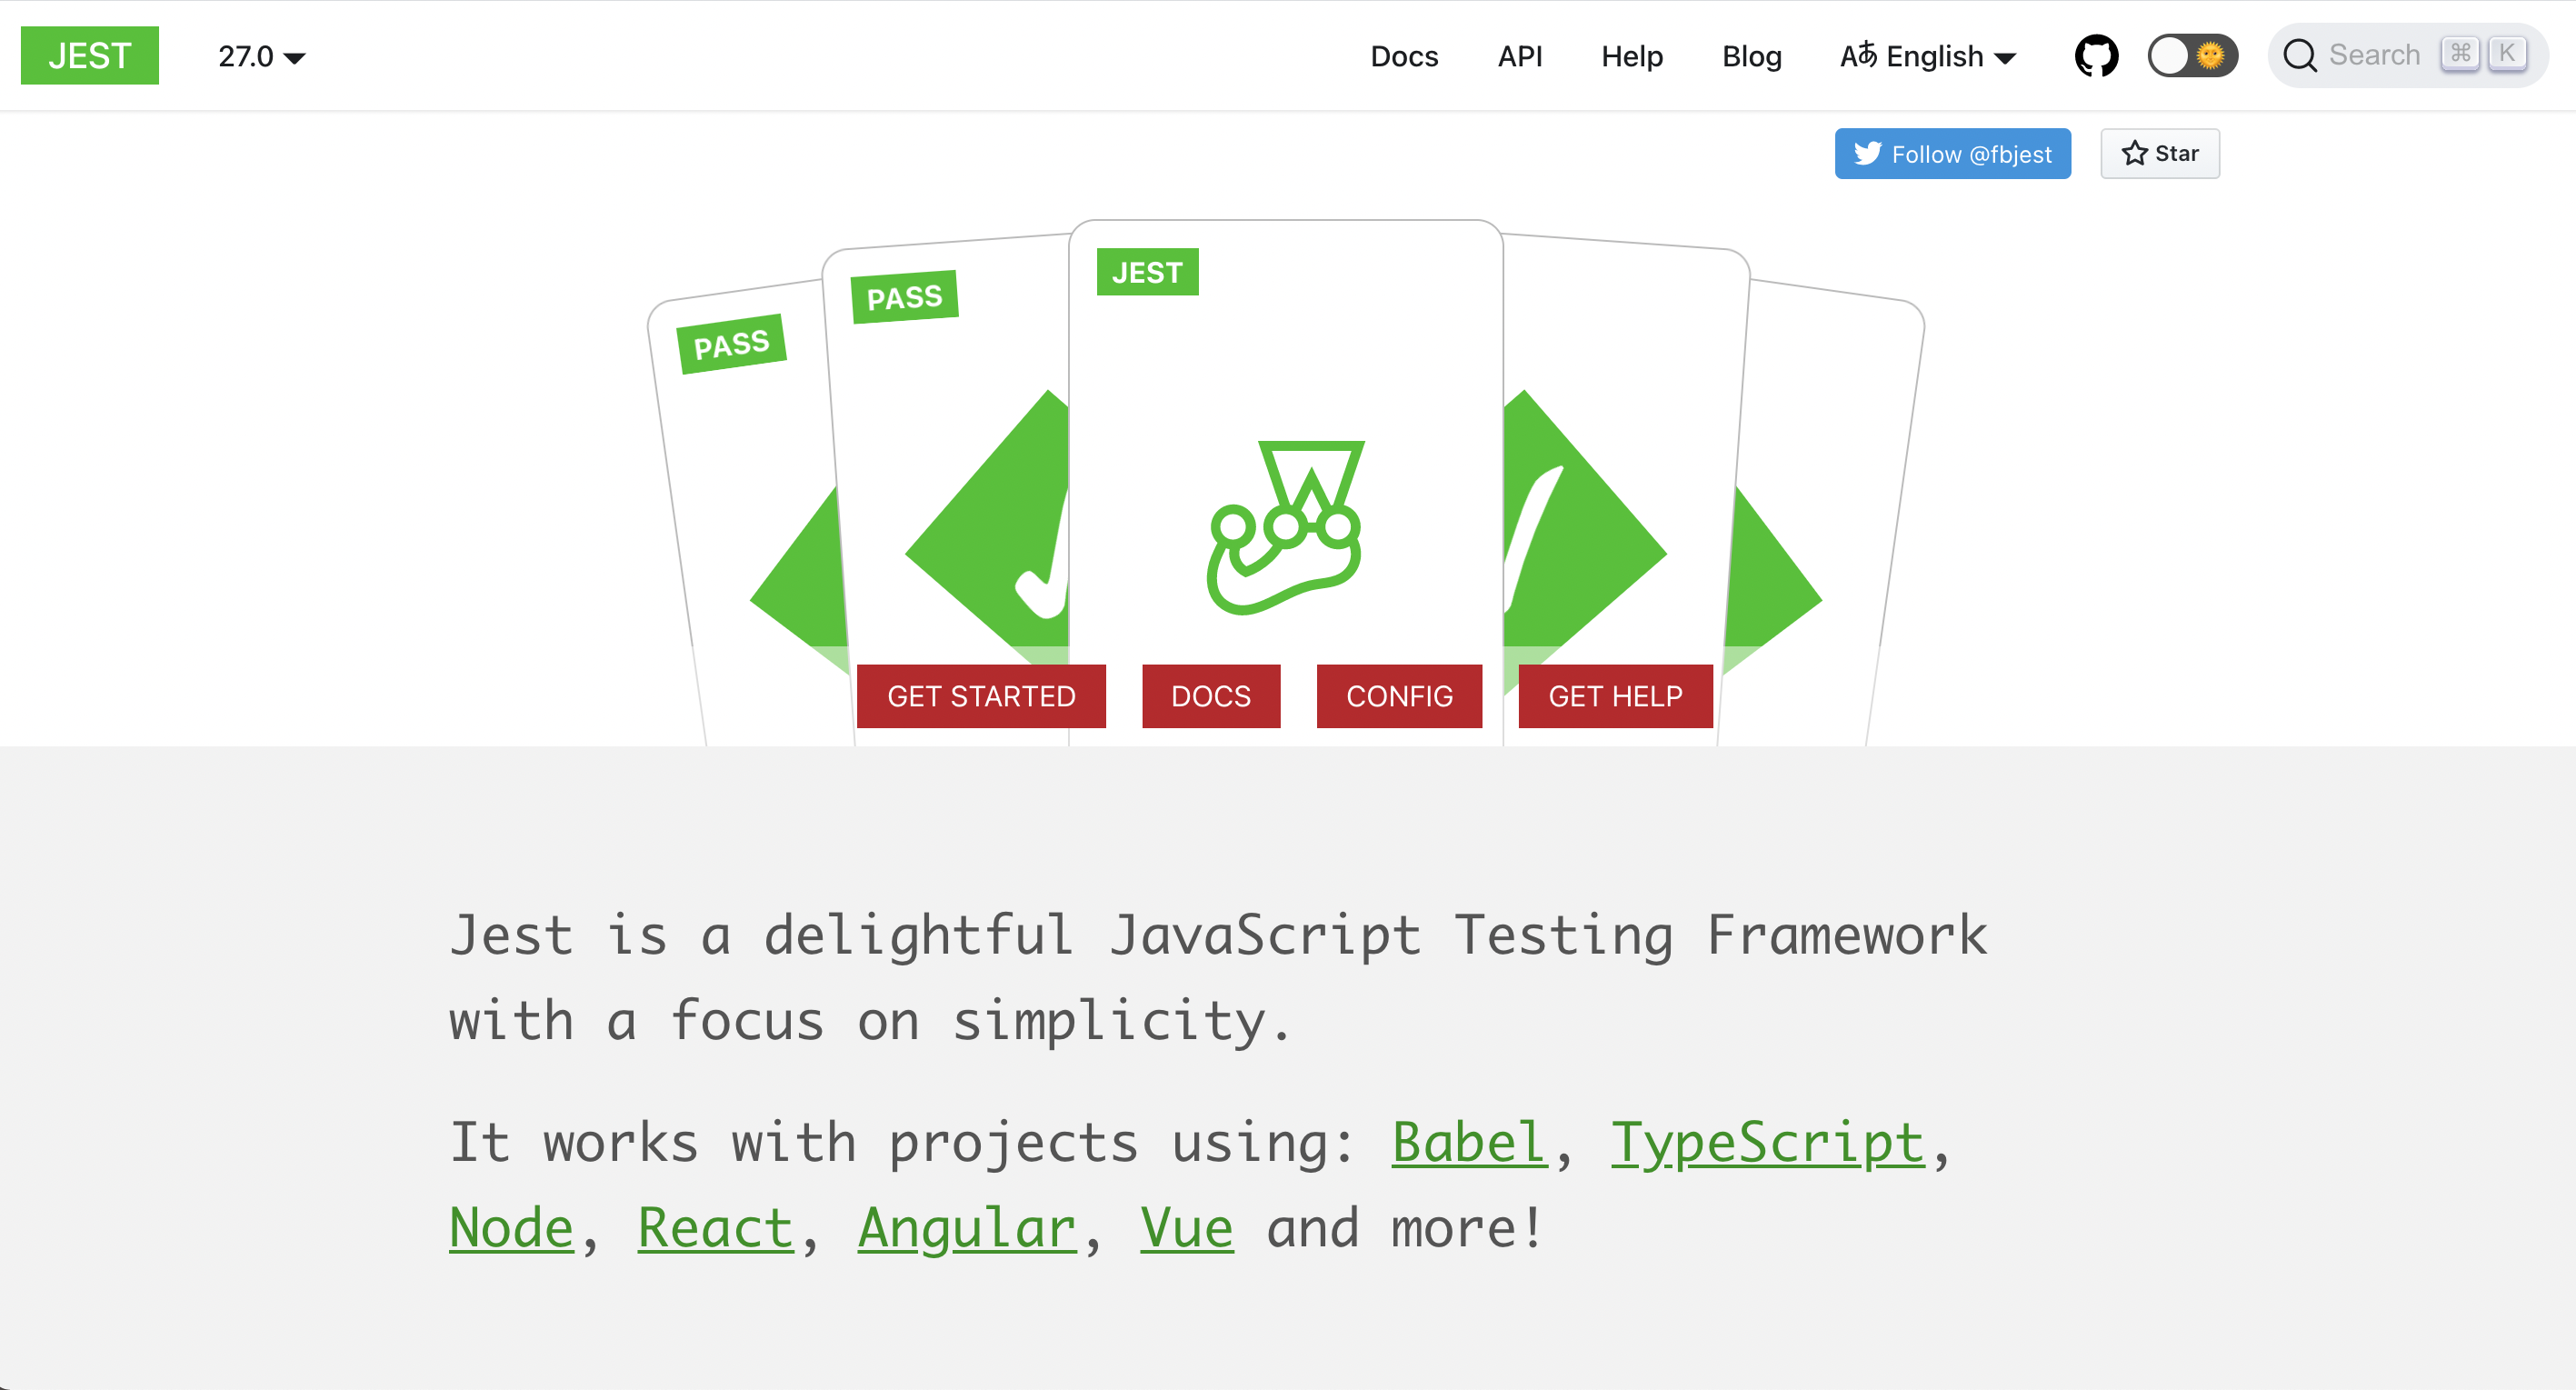 JEST
27.0
Docs API Help Blog Aあ English
Search ⌘ K
Follow @fbjest
Star
PASS
PASS
JEST
GET STARTED DOCS CONFIG GET HELP
Jest is a delightful JavaScript Testing Framework
with a focus on simplicity.
It works with projects using: Babel, TypeScript,
Node, React, Angular, Vue and more!